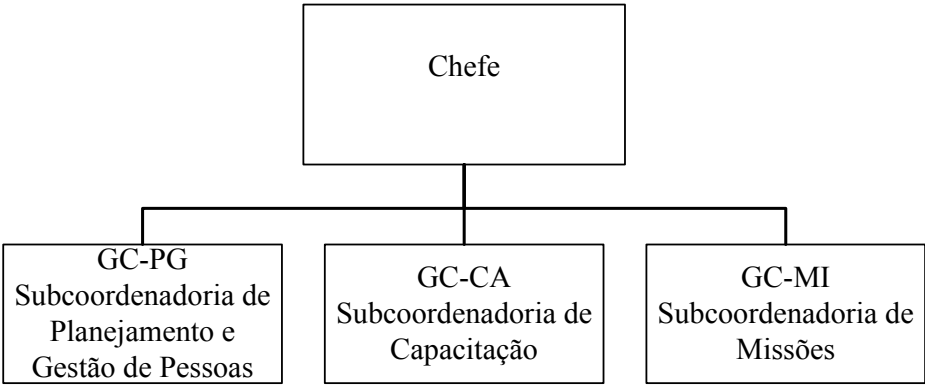 Chefe
GC-PG
Subcoordenadoria de
Planejamento e
Gestão de Pessoas
GC-CA
Subcoordenadoria de
Capacitação
GC-MI
Subcoordenadoria de
Missões